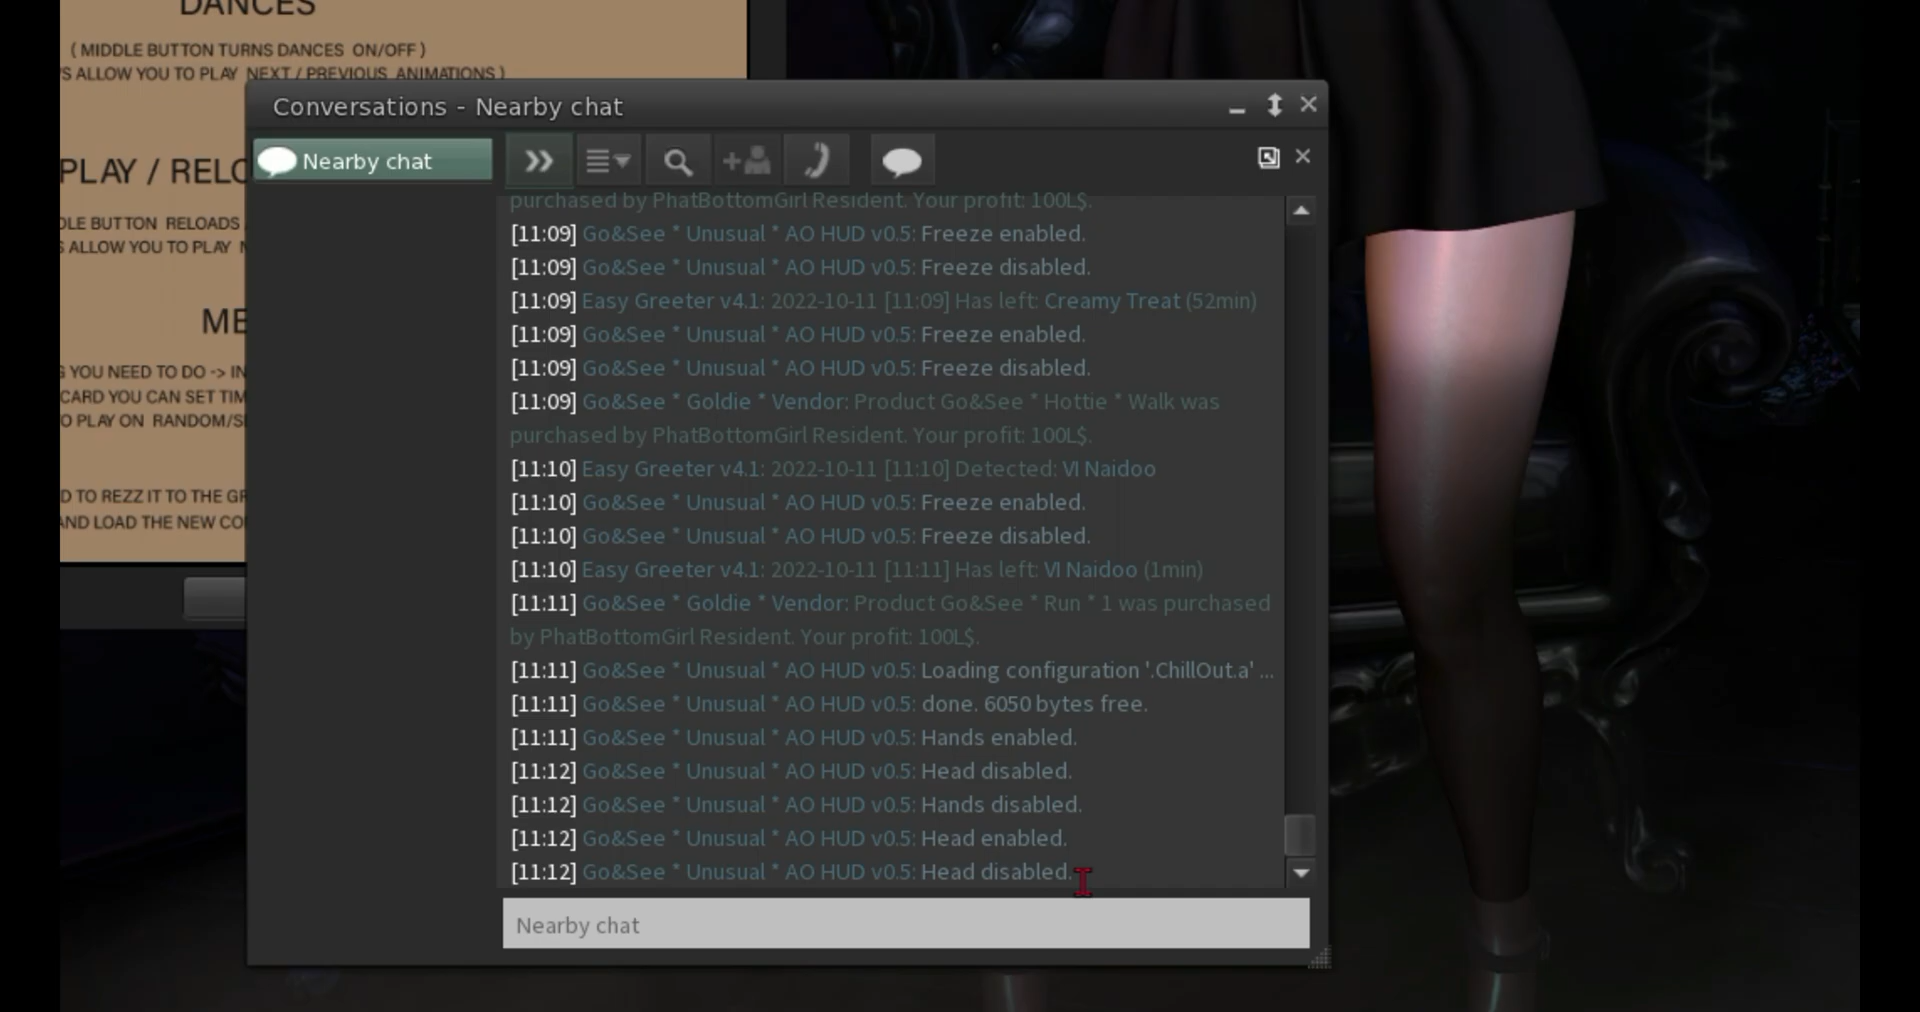 DANCES
( MIDDLE BUTTON TURNS DANCES ON/OFF )
S ALLOW YOU TO PLAY NEXT / PREVIOUS ANIMATIONS )
PLAY / RELO
DLE BUTTON RELOADS
S ALLOW YOU TO PLAY N
ME
G YOU NEED TO DO -> IN
CARD YOU CAN SET TIM
O PLAY ON RANDOM/S
D TO REZZ IT TO THE GR
AND LOAD THE NEW CO
Conversations - Nearby chat
Nearby chat
purchased by PhatBottomGirl Resident. Your profit: 100L$.
[11:09] Go&See * Unusual * AO HUD v0.5: Freeze enabled.
[11:09] Go&See * Unusual * AO HUD v0.5: Freeze disabled.
[11:09] Easy Greeter v4.1: 2022-10-11 [11:09] Has left: Creamy Treat (52min)
[11:09] Go&See * Unusual * AO HUD v0.5: Freeze enabled.
[11:09] Go&See * Unusual * AO HUD v0.5: Freeze disabled.
[11:09] Go&See * Goldie * Vendor: Product Go&See * Hottie * Walk was
purchased by PhatBottomGirl Resident. Your profit: 100L$.
[11:10] Easy Greeter v4.1: 2022-10-11 [11:10] Detected: VI Naidoo
[11:10] Go&See * Unusual * AO HUD v0.5: Freeze enabled.
[11:10] Go&See * Unusual * AO HUD v0.5: Freeze disabled.
[11:10] Easy Greeter v4.1: 2022-10-11 [11:11] Has left: VI Naidoo (1min)
[11:11] Go&See * Goldie * Vendor: Product Go&See * Run * 1 was purchased
by PhatBottomGirl Resident. Your profit: 100L$.
[11:11] Go&See * Unusual * AO HUD v0.5: Loading configuration '.ChillOut.a' ...
[11:11] Go&See * Unusual * AO HUD v0.5: done. 6050 bytes free.
[11:11] Go&See * Unusual * AO HUD v0.5: Hands enabled.
[11:12] Go&See * Unusual * AO HUD v0.5: Head disabled.
[11:12] Go&See * Unusual * AO HUD v0.5: Hands disabled.
[11:12] Go&See * Unusual * AO HUD v0.5: Head enabled.
[11:12] Go&See * Unusual * AO HUD v0.5: Head disabled.
Nearby chat